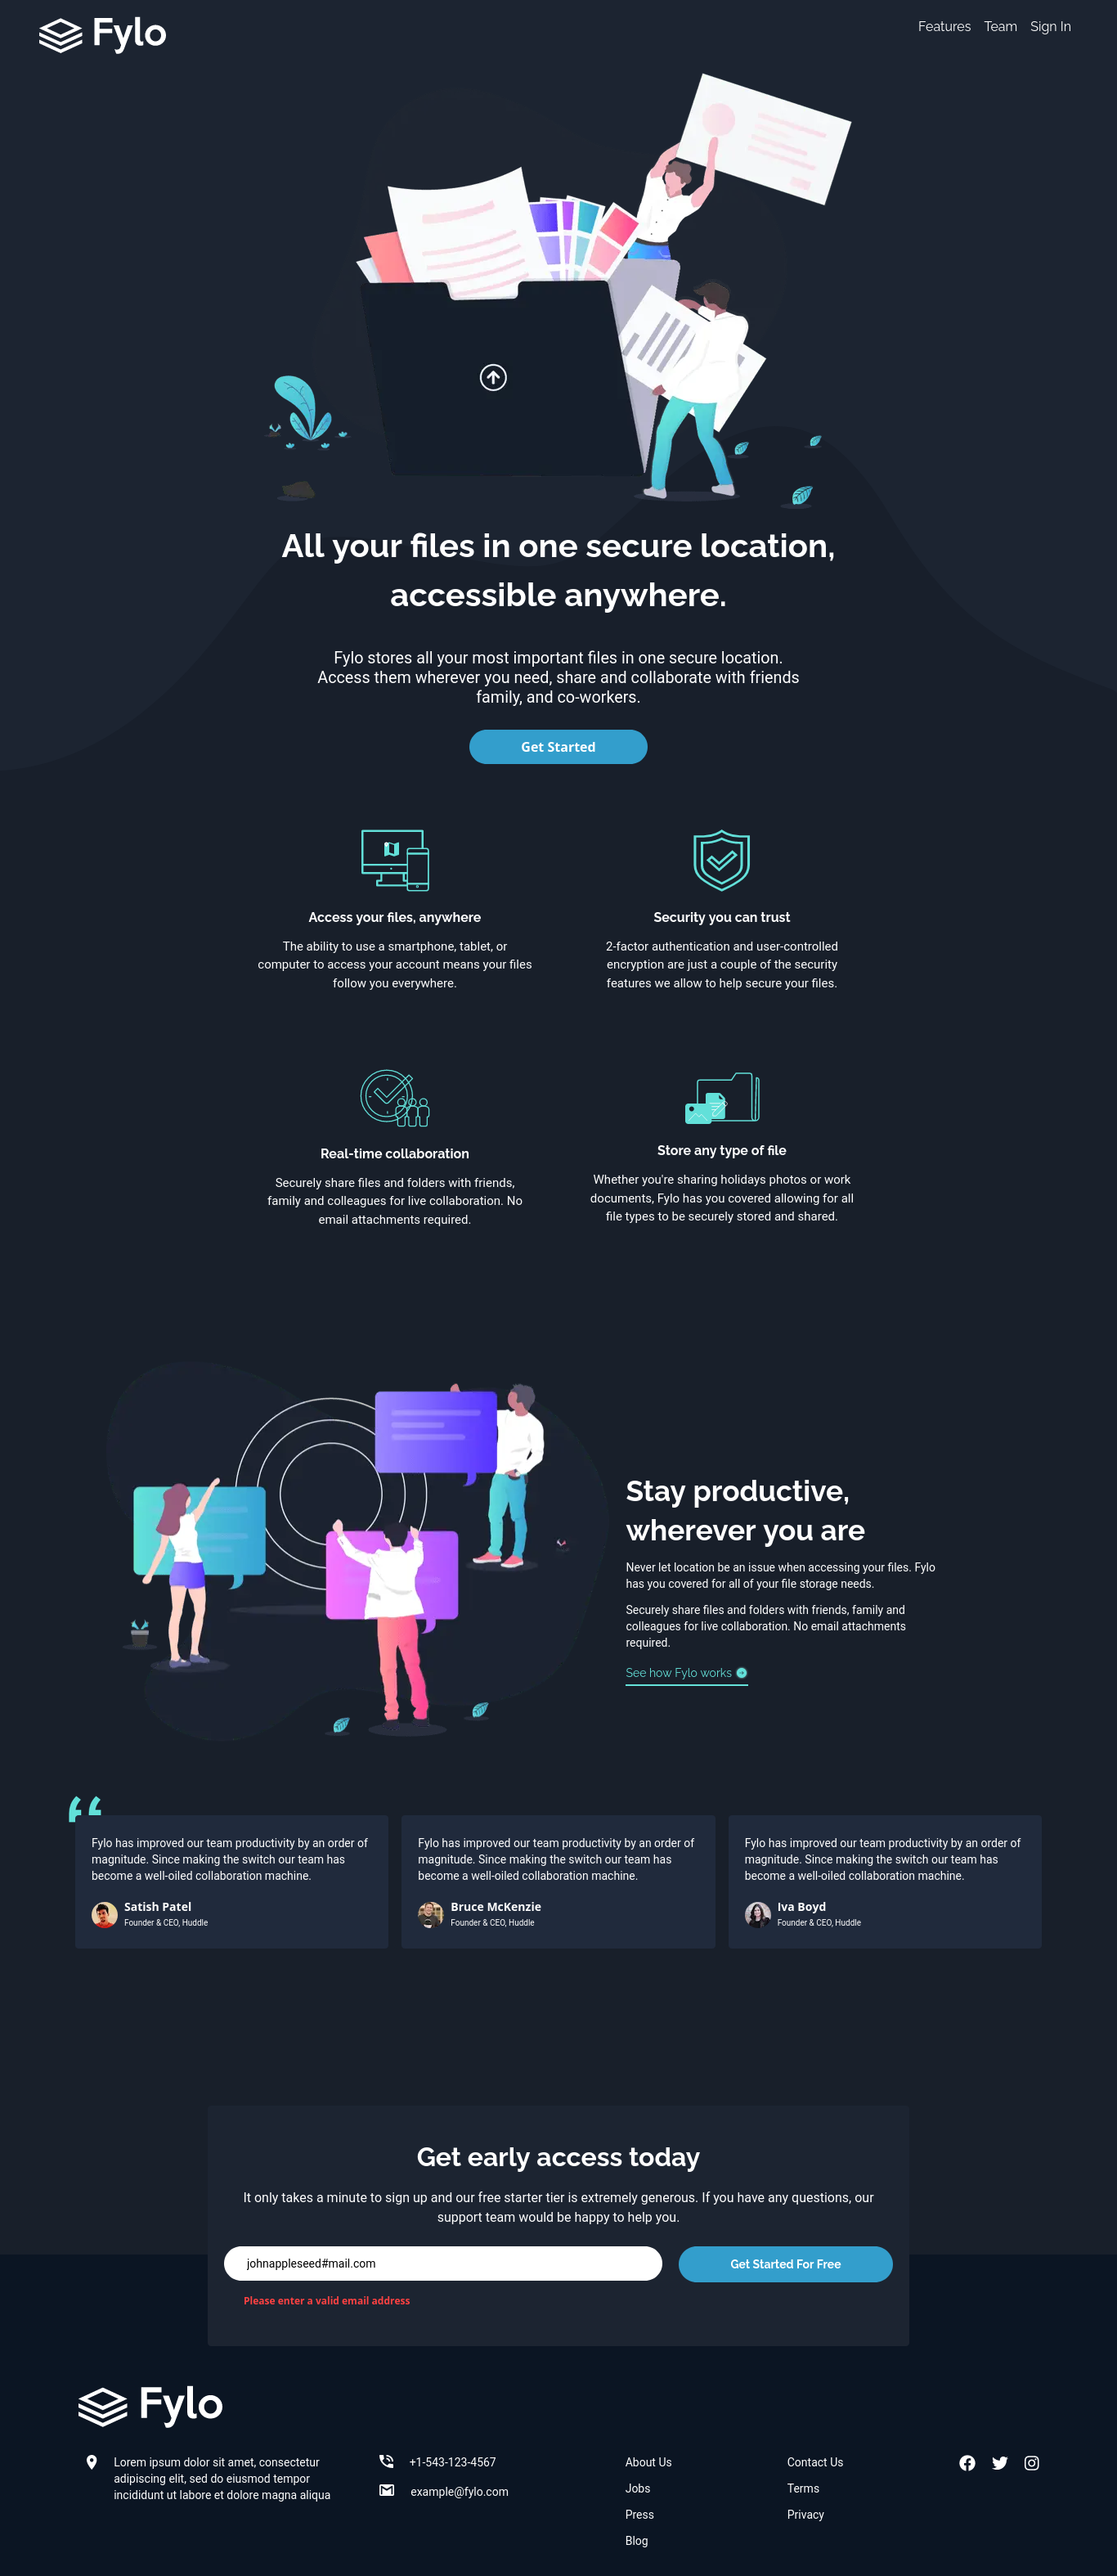 Fylo
Features Team Sign In
All your files in one secure location,
accessible anywhere.
Fylo stores all your most important files in one secure location.
Access them wherever you need, share and collaborate with friends
family, and co-workers.
Get Started
Access your files, anywhere
The ability to use a smartphone, tablet, or
computer to access your account means your files
follow you everywhere.
Security you can trust
2-factor authentication and user-controlled
encryption are just a couple of the security
features we allow to help secure your files.
Real-time collaboration
Securely share files and folders with friends,
family and colleagues for live collaboration. No
email attachments required.
Store any type of file
Whether you're sharing holidays photos or work
documents, Fylo has you covered allowing for all
file types to be securely stored and shared.
Stay productive,
wherever you are
Never let location be an issue when accessing your files. Fylo
has you covered for all of your file storage needs.
Securely share files and folders with friends, family and
colleagues for live collaboration. No email attachments
required.
See how Fylo works
“
Fylo has improved our team productivity by an order of
magnitude. Since making the switch our team has
become a well-oiled collaboration machine.
Satish Patel
Founder & CEO, Huddle
Fylo has improved our team productivity by an order of
magnitude. Since making the switch our team has
become a well-oiled collaboration machine.
Bruce McKenzie
Founder & CEO, Huddle
Fylo has improved our team productivity by an order of
magnitude. Since making the switch our team has
become a well-oiled collaboration machine.
Iva Boyd
Founder & CEO, Huddle
Get early access today
It only takes a minute to sign up and our free starter tier is extremely generous. If you have any questions, our
support team would be happy to help you.
johnappleseed#mail.com
Get Started For Free
Please enter a valid email address
Fylo
Lorem ipsum dolor sit amet, consectetur
adipiscing elit, sed do eiusmod tempor
incididunt ut labore et dolore magna aliqua
+1-543-123-4567
example@fylo.com
About Us
Jobs
Press
Blog
Contact Us
Terms
Privacy